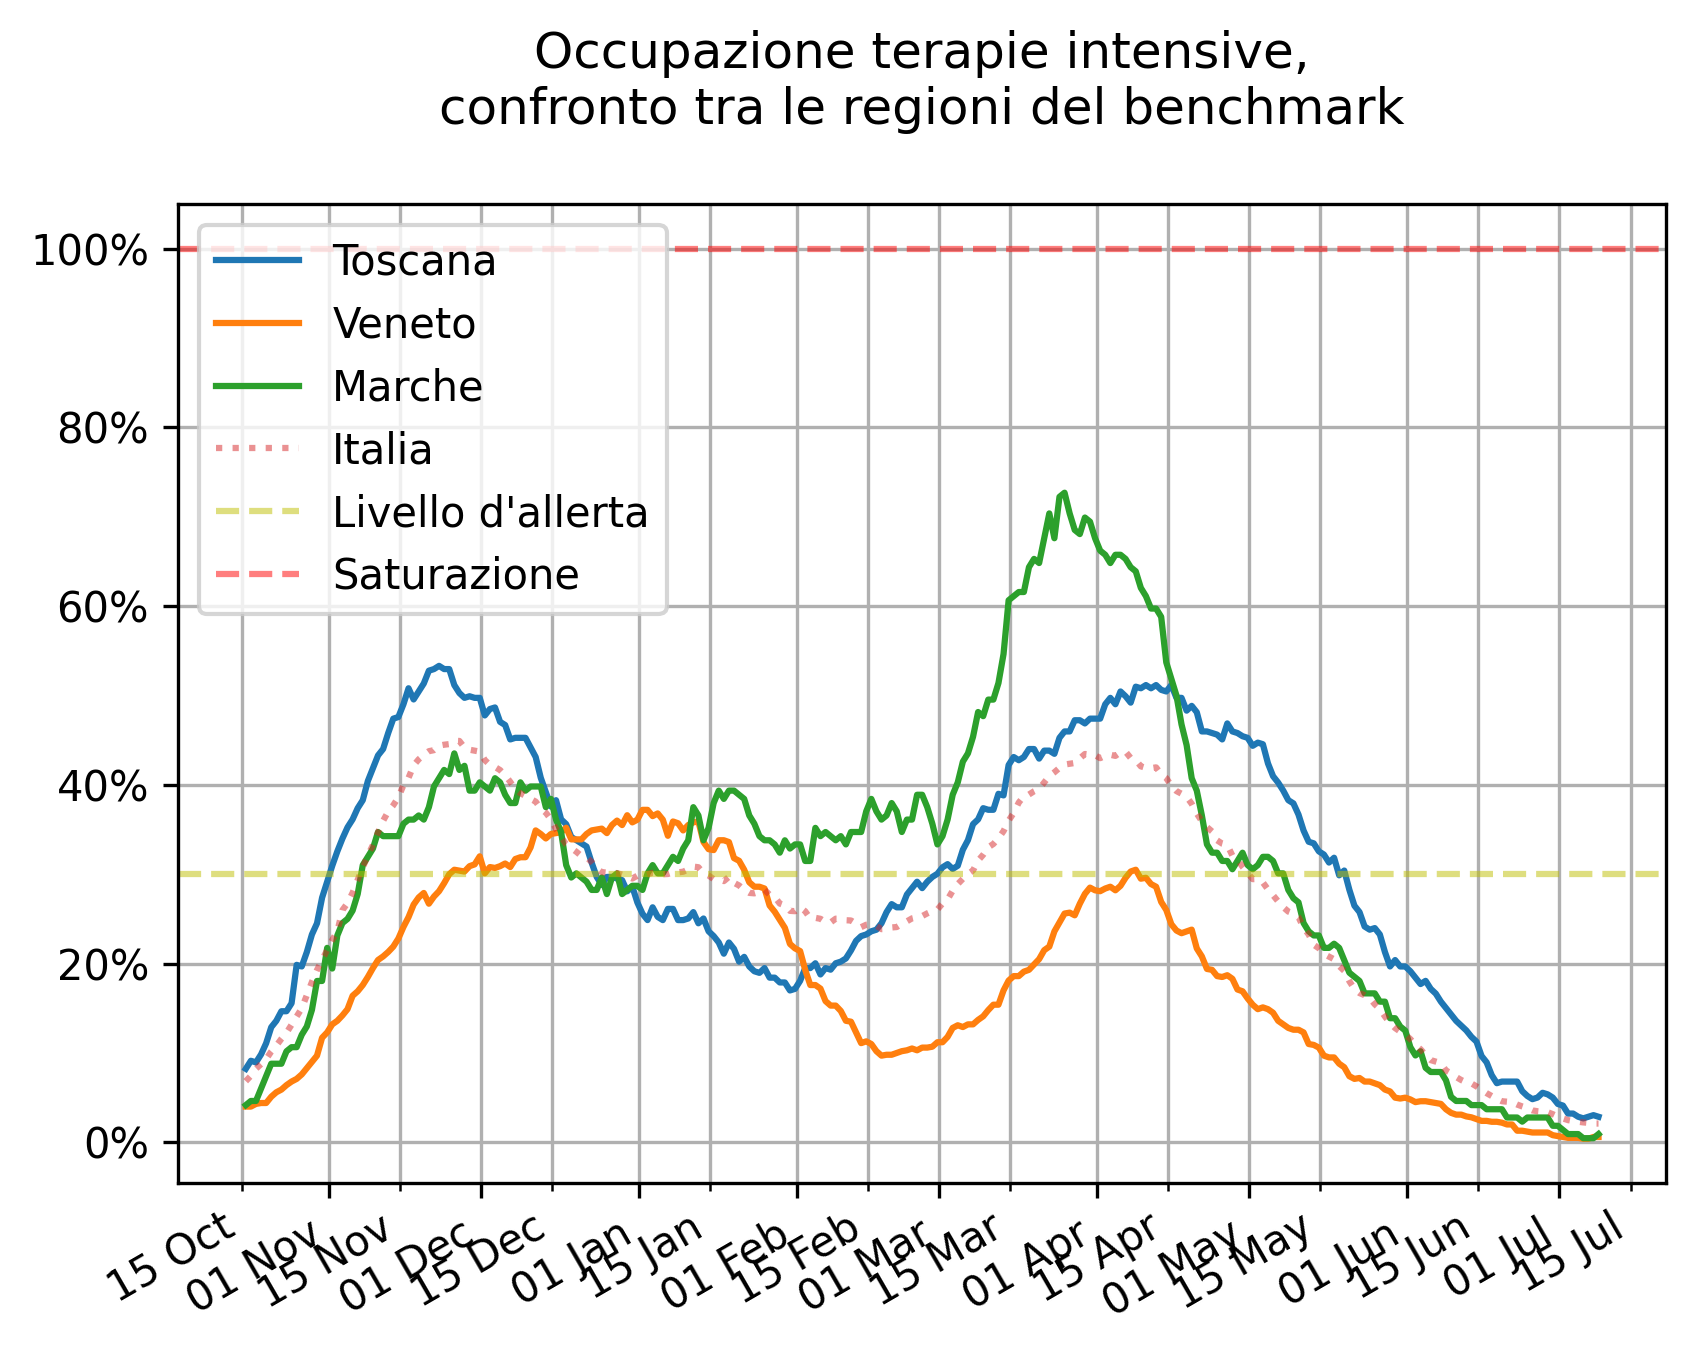 Occupazione terapie intensive,
confronto tra le regioni del benchmark
100%
80%
60%
40%
20%
0%
Toscana
Veneto
Marche
Italia
Livello d'allerta
Saturazione
15 Oct
01 Nov
15 Nov
01 Dec
15 Dec
01 Jan
15 Jan
01 Feb
15 Feb
01 Mar
15 Mar
01 Apr
15 Apr
01 May
15 May
01 Jun
15 Jun
01 Jul
15 Jul